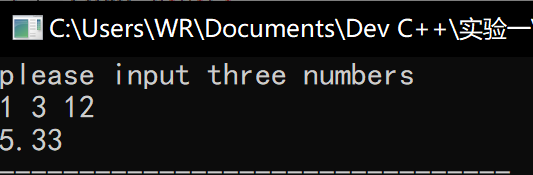 C:\Users\WR\Documents\Dev C++\实验一\
please input three numbers
1 3 12
5.33
--------------------------------